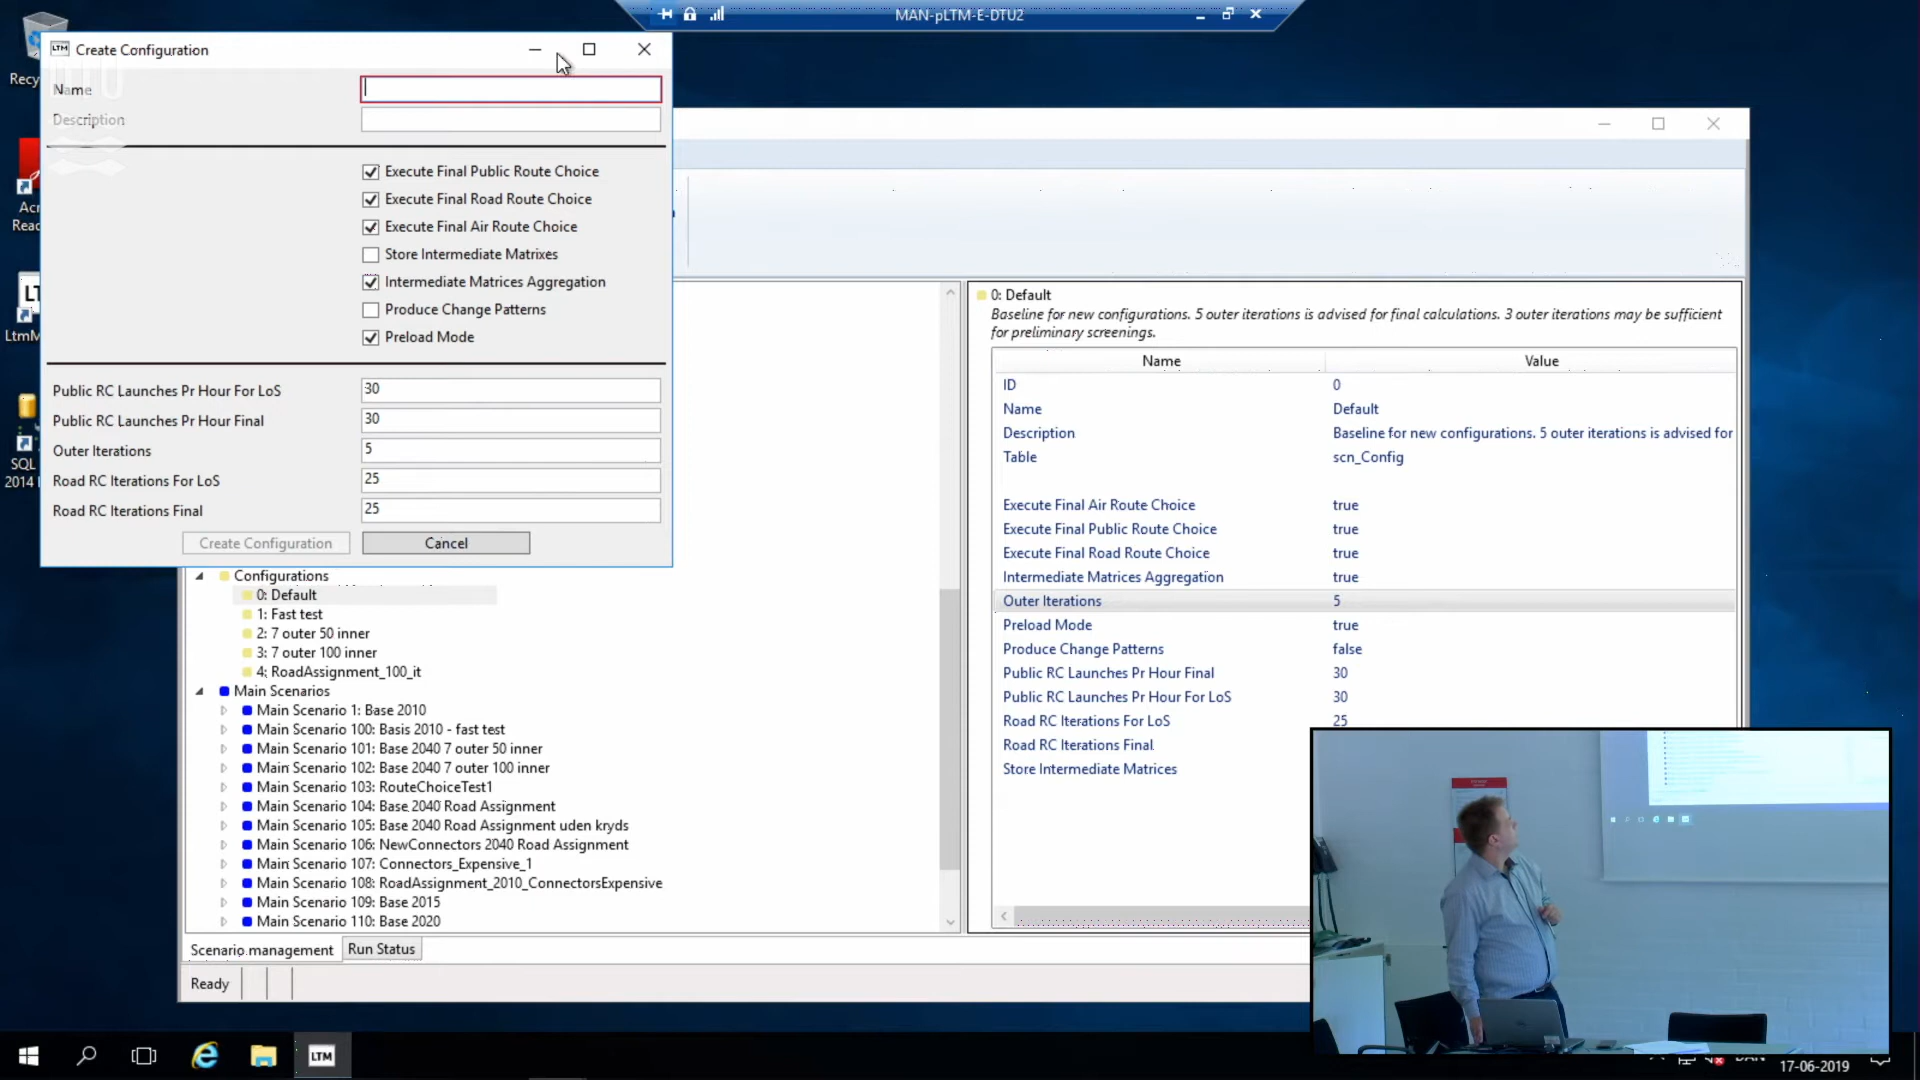 MAN-pLTM-E-DTU2
LTM Create Configuration
Name
Description
Execute Final Public Route Choice
Execute Final Road Route Choice
Execute Final Air Route Choice
Store Intermediate Matrixes
Intermediate Matrices Aggregation
Produce Change Patterns
Preload Mode
Public RC Launches Pr Hour For LoS 30
Public RC Launches Pr Hour Final 30
Outer Iterations 5
Road RC Iterations For LoS 25
Road RC Iterations Final 25
Create Configuration Cancel
Recy
Acr
Read
LtmM
SQL
2014
Configurations
0: Default
1: Fast test
2: 7 outer 50 inner
3: 7 outer 100 inner
4: RoadAssignment_100_it
Main Scenarios
Main Scenario 1: Base 2010
Main Scenario 100: Basis 2010 - fast test
Main Scenario 101: Base 2040 7 outer 50 inner
Main Scenario 102: Base 2040 7 outer 100 inner
Main Scenario 103: RouteChoiceTest1
Main Scenario 104: Base 2040 Road Assignment
Main Scenario 105: Base 2040 Road Assignment uden kryds
Main Scenario 106: NewConnectors 2040 Road Assignment
Main Scenario 107: Connectors_Expensive_1
Main Scenario 108: RoadAssignment_2010_ConnectorsExpensive
Main Scenario 109: Base 2015
Main Scenario 110: Base 2020
Scenario management Run Status
Ready
0: Default
Baseline for new configurations. 5 outer iterations is advised for final calculations. 3 outer iterations may be sufficient
for preliminary screenings.
Name Value
ID 0
Name Default
Description Baseline for new configurations. 5 outer iterations is advised for
Table scn_Config
Execute Final Air Route Choice true
Execute Final Public Route Choice true
Execute Final Road Route Choice true
Intermediate Matrices Aggregation true
Outer Iterations 5
Preload Mode true
Produce Change Patterns false
Public RC Launches Pr Hour Final 30
Public RC Launches Pr Hour For LoS 30
Road RC Iterations For LoS 25
Road RC Iterations Final
Store Intermediate Matrices
LTM
17-06-2019